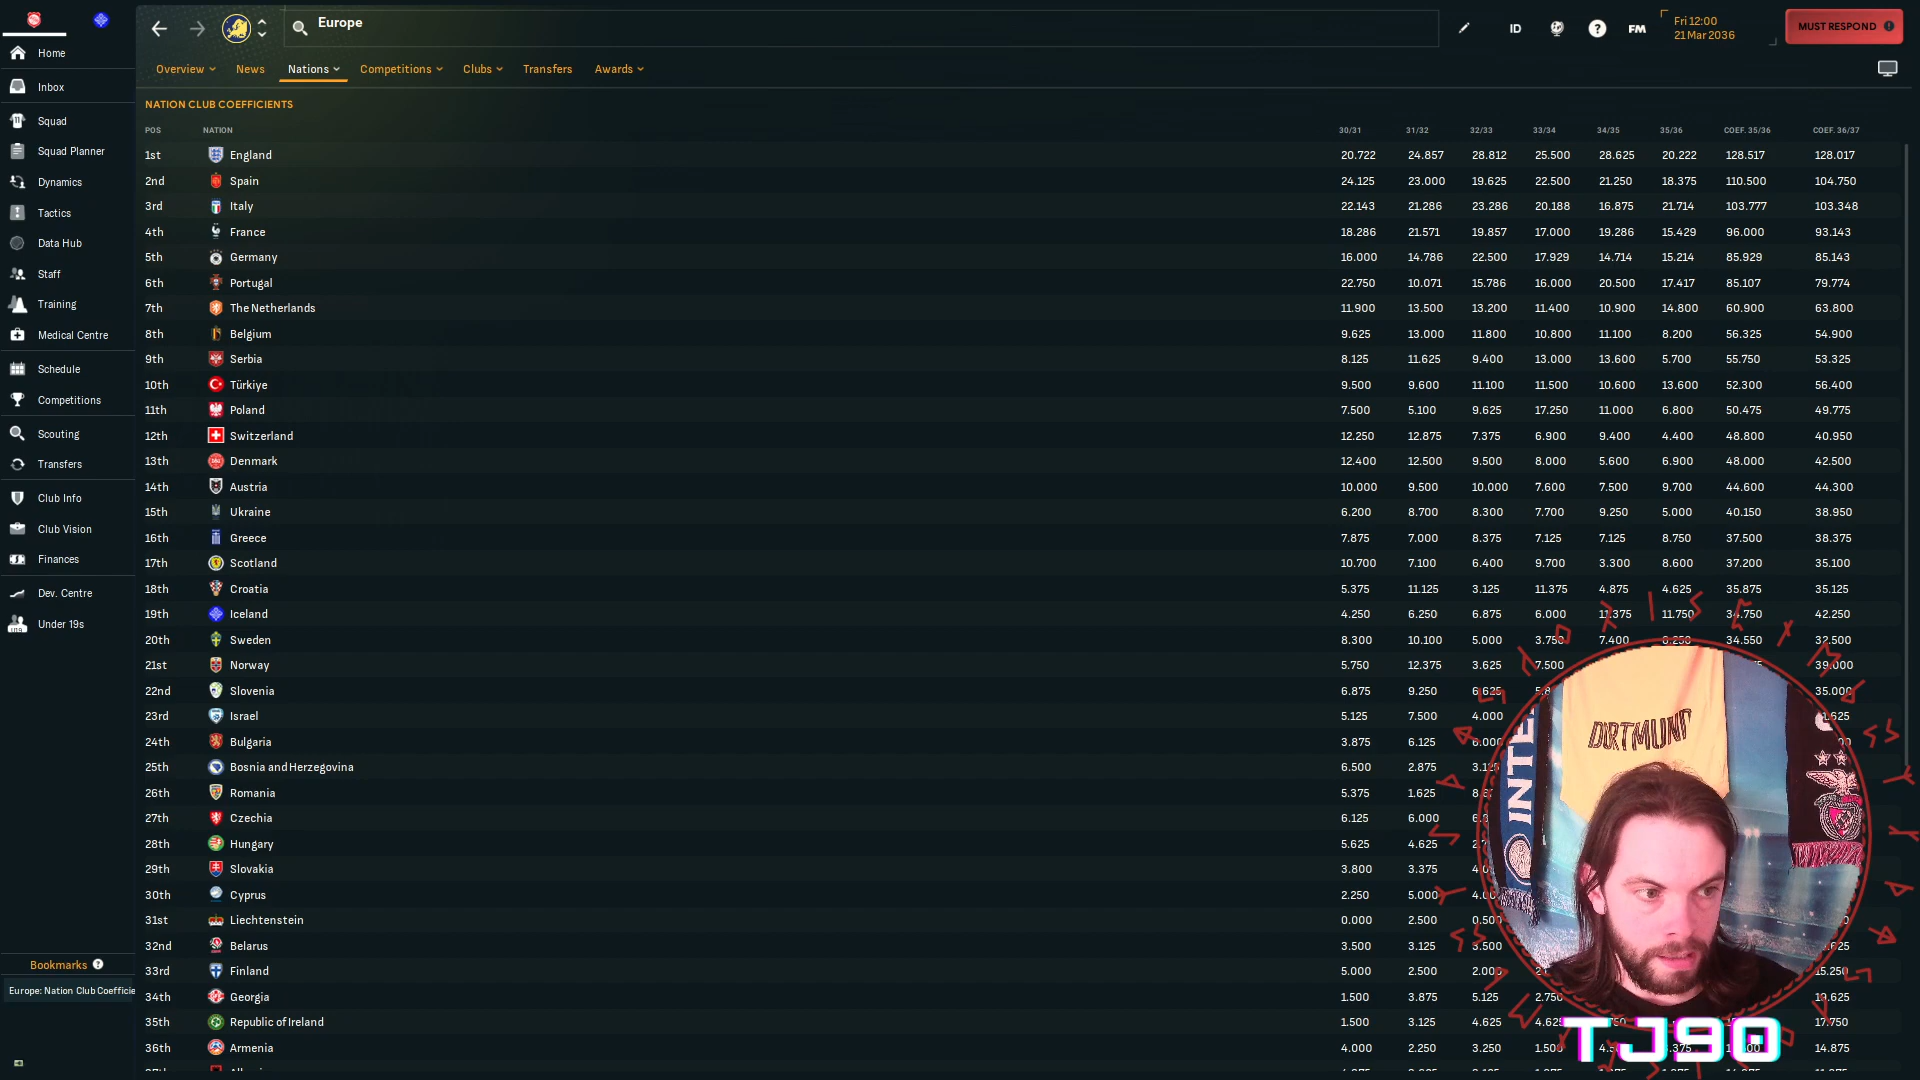 Europe
ID
FM
Fri 12:00
21 Mar 2036
MUST RESPOND
Home
Inbox
Squad
Squad Planner
Dynamics
Tactics
Data Hub
Staff
Training
Medical Centre
Schedule
Competitions
Scouting
Transfers
Club Info
Club Vision
Finances
Dev. Centre
Under 19s
Bookmarks
Europe: Nation Club Coefficie
Overview News Nations Competitions Clubs Transfers Awards
NATION CLUB COEFFICIENTS
POS NATION 30/31 31/32 32/33 33/34 34/35 35/36 COEF. 35/36 COEF. 36/37
1st England 20.722 24.857 28.812 25.500 28.625 20.222 128.517 128.017
2nd Spain 24.125 23.000 19.625 22.500 21.250 18.375 110.500 104.750
3rd Italy 22.143 21.286 23.286 20.188 16.875 21.714 103.777 103.348
4th France 18.286 21.571 19.857 17.000 19.286 15.429 96.000 93.143
5th Germany 16.000 14.786 22.500 17.929 14.714 15.214 85.929 85.143
6th Portugal 22.750 10.071 15.786 16.000 20.500 17.417 85.107 79.774
7th The Netherlands 11.900 13.500 13.200 11.400 10.900 14.800 60.900 63.800
8th Belgium 9.625 13.000 11.800 10.800 11.100 8.200 56.325 54.900
9th Serbia 8.125 11.625 9.400 13.000 13.600 5.700 55.750 53.325
10th Türkiye 9.500 9.600 11.100 11.500 10.600 13.600 52.300 56.400
11th Poland 7.500 5.100 9.625 17.250 11.000 6.800 50.475 49.775
12th Switzerland 12.250 12.875 7.375 6.900 9.400 4.400 48.800 40.950
13th Denmark 12.400 12.500 9.500 8.000 5.600 6.900 48.000 42.500
14th Austria 10.000 9.500 10.000 7.600 7.500 9.700 44.600 44.300
15th Ukraine 6.200 8.700 8.300 7.700 9.250 5.000 40.150 38.950
16th Greece 7.875 7.000 8.375 7.125 7.125 8.750 37.500 38.375
17th Scotland 10.700 7.100 6.400 9.700 3.300 8.600 37.200 35.100
18th Croatia 5.375 11.125 3.125 11.375 4.875 4.625 35.875 35.125
19th Iceland 4.250 6.250 6.875 6.000 11.375 11.750 34.750 42.250
20th Sweden 8.300 10.100 5.000 3.750 7.400 6.250 34.550 32.500
21st Norway 5.750 12.375 3.625 7.500 39.000
22nd Slovenia 6.875 9.250 6.625 35.000
23rd Israel 5.125 7.500 4.000
24th Bulgaria 3.875 6.125 6.000
25th Bosnia and Herzegovina 6.500 2.875
26th Romania 5.375 1.625
27th Czechia 6.125 6.000
28th Hungary 5.625 4.625
29th Slovakia 3.800 3.375
30th Cyprus 2.250 5.000
31st Liechtenstein 0.000 2.500 0.500
32nd Belarus 3.500 3.125 3.500
33rd Finland 5.000 2.500 2.000 15.250
34th Georgia 1.500 3.875 5.125 2.750 19.625
35th Republic of Ireland 1.500 3.125 4.625 4.625 17.750
36th Armenia 4.000 2.250 3.250 1.500 14.875
DORTMUND
INTE
TJ90